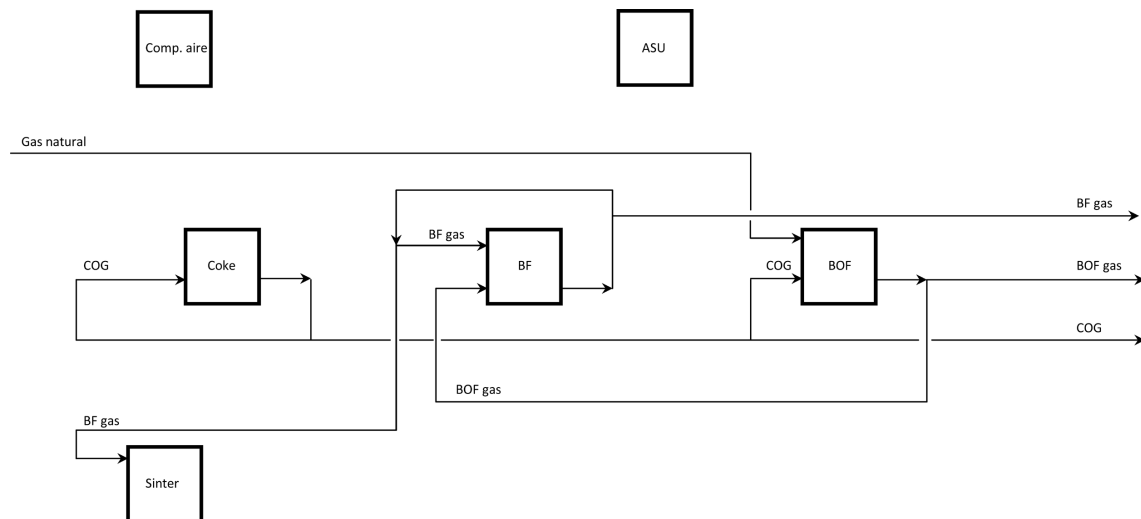 Comp. aire
ASU
Gas natural
BF gas
BF gas
COG
Coke
BF
COG
BOF
BOF gas
COG
BOF gas
BF gas
Sinter